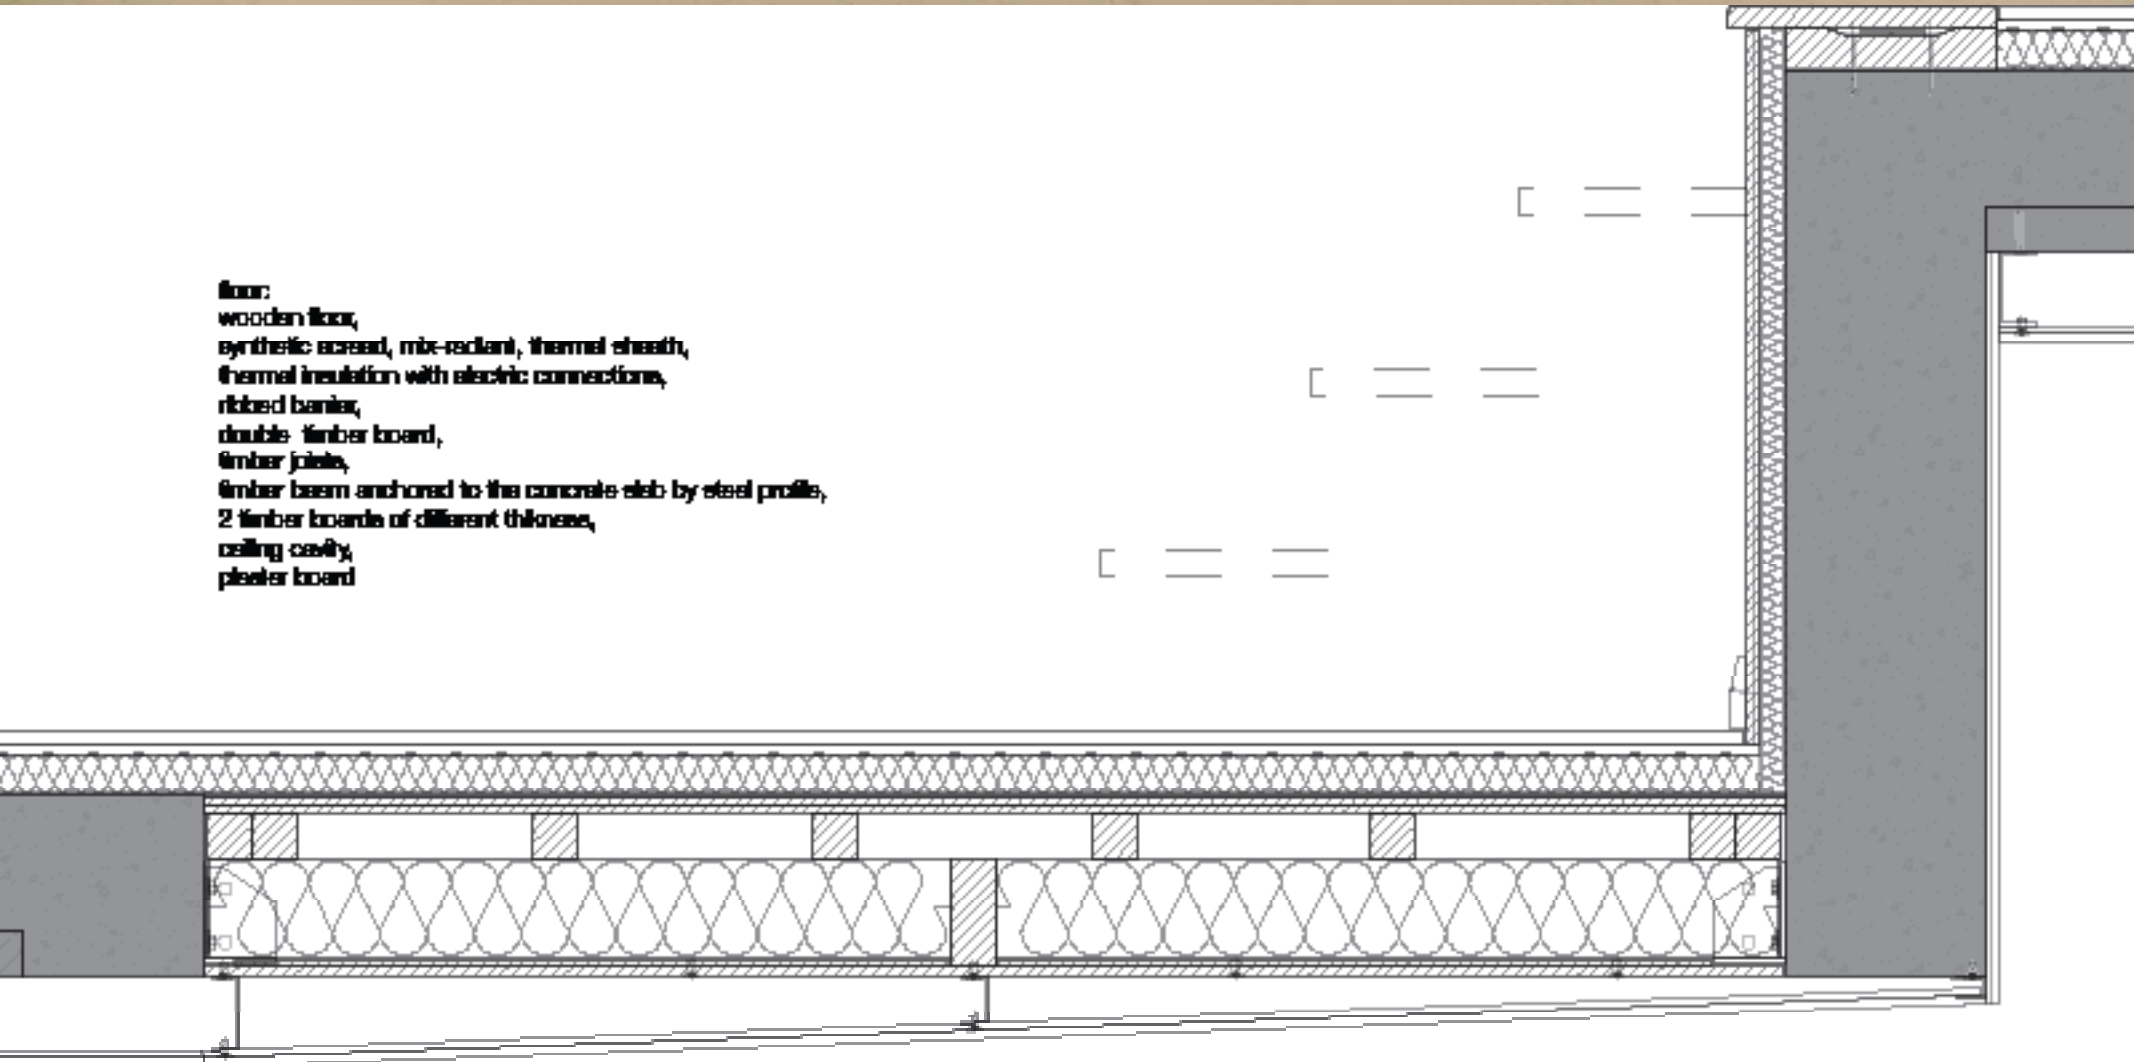 floor:
wooden floor,
synthetic screed, mix-radiant, thermal sheath,
thermal insulation with electric connections,
ribbed barrier,
double timber board,
timber joists,
timber beam anchored to the concrete slab by steel profile,
2 timber boards of different thikness,
ceiling cavity,
plaster board